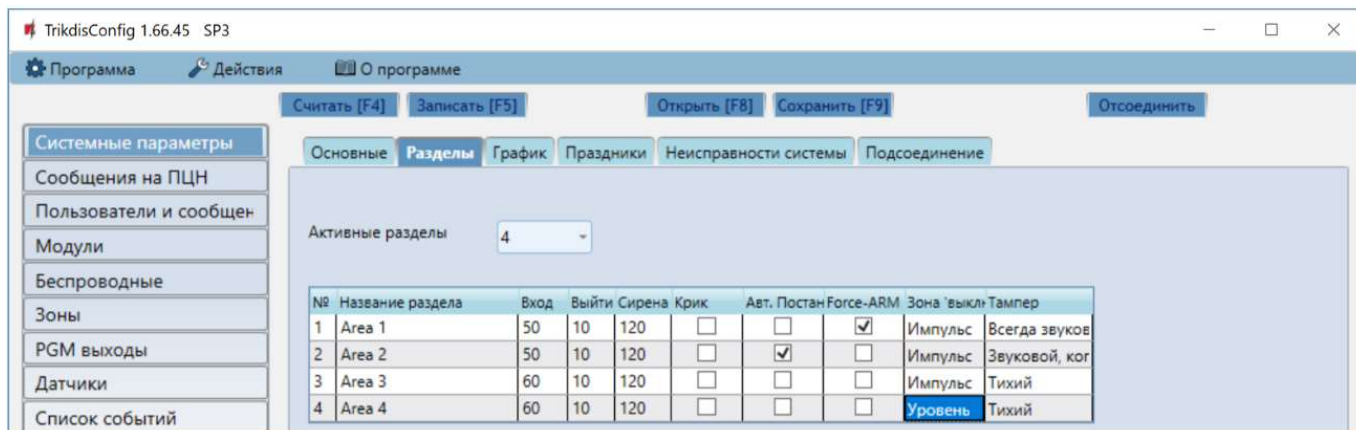 TrikdisConfig 1.66.45 SP3
Программа Действия О программе
Считать [F4] Записать [F5] Открыть [F8] Сохранить [F9] Отсоединить
Системные параметры
Сообщения на ПЦН
Пользователи и сообщен
Модули
Беспроводные
Зоны
PGM выходы
Датчики
Список событий
Основные Разделы График Праздники Неисправности системы Подсоединение
Активные разделы 4
№ Название раздела Вход Выйти Сирена Крик Авт. Постан Force-ARM Зона `выкл Тампер
1 Area 1 50 10 120 Импульс Всегда звуков
2 Area 2 50 10 120 Импульс Звуковой, ког
3 Area 3 60 10 120 Импульс Тихий
4 Area 4 60 10 120 Уровень Тихий